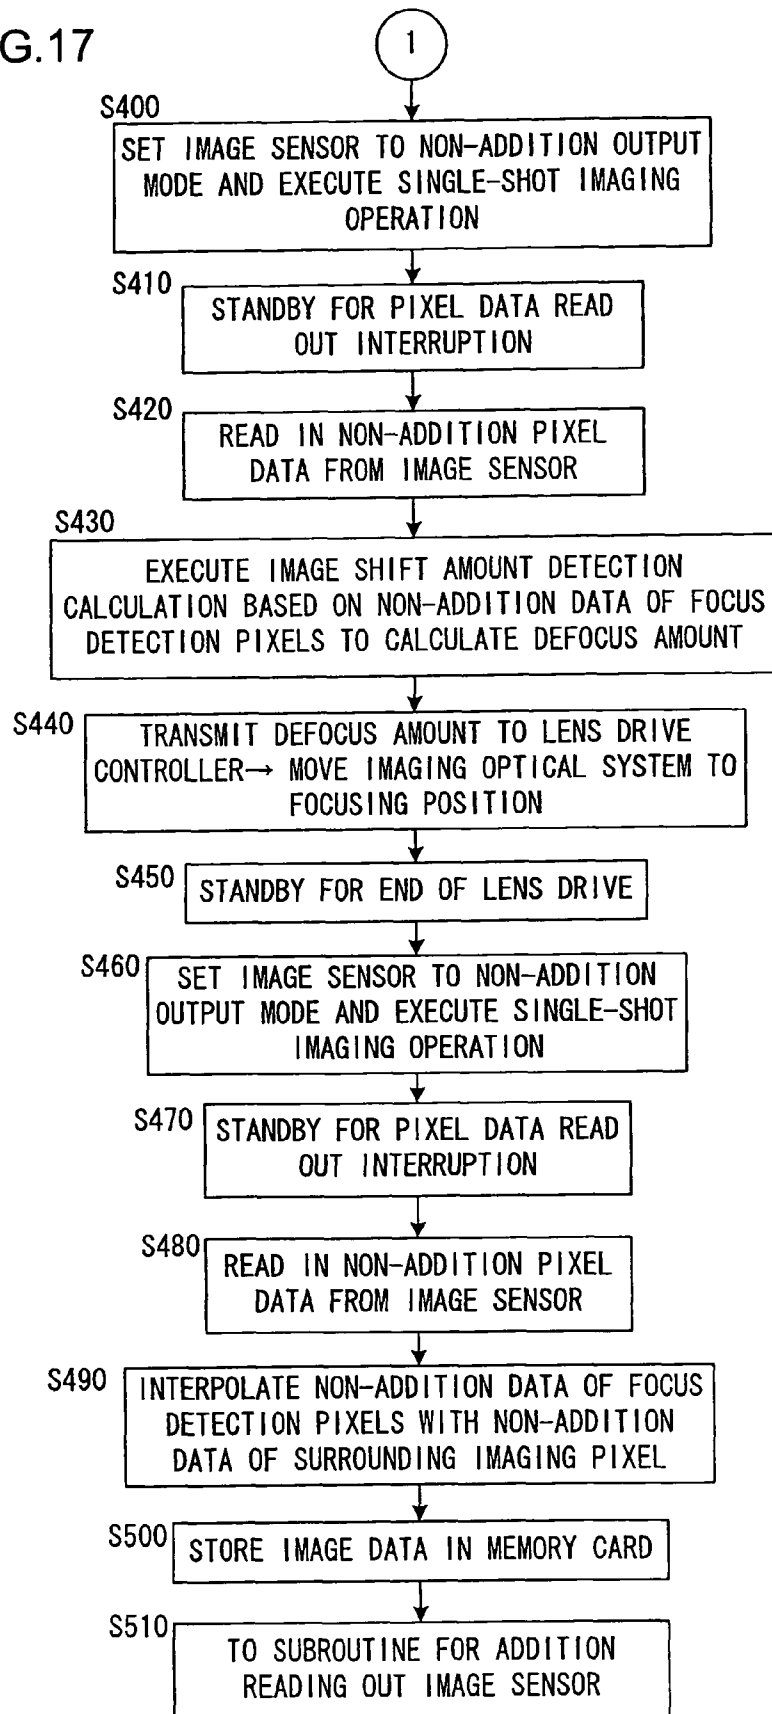 G.17
1
S400
SET IMAGE SENSOR TO NON-ADDITION OUTPUT
MODE AND EXECUTE SINGLE-SHOT IMAGING
OPERATION
S410
STANDBY FOR PIXEL DATA READ
OUT INTERRUPTION
S420
READ IN NON-ADDITION PIXEL
DATA FROM IMAGE SENSOR
S430
EXECUTE IMAGE SHIFT AMOUNT DETECTION
CALCULATION BASED ON NON-ADDITION DATA OF FOCUS
DETECTION PIXELS TO CALCULATE DEFOCUS AMOUNT
S440
TRANSMIT DEFOCUS AMOUNT TO LENS DRIVE
CONTROLLER→ MOVE IMAGING OPTICAL SYSTEM TO
FOCUSING POSITION
S450
STANDBY FOR END OF LENS DRIVE
S460
SET IMAGE SENSOR TO NON-ADDITION
OUTPUT MODE AND EXECUTE SINGLE-SHOT
IMAGING OPERATION
S470
STANDBY FOR PIXEL DATA READ
OUT INTERRUPTION
S480
READ IN NON-ADDITION PIXEL
DATA FROM IMAGE SENSOR
S490
INTERPOLATE NON-ADDITION DATA OF FOCUS
DETECTION PIXELS WITH NON-ADDITION
DATA OF SURROUNDING IMAGING PIXEL
S500
STORE IMAGE DATA IN MEMORY CARD
S510
TO SUBROUTINE FOR ADDITION
READING OUT IMAGE SENSOR